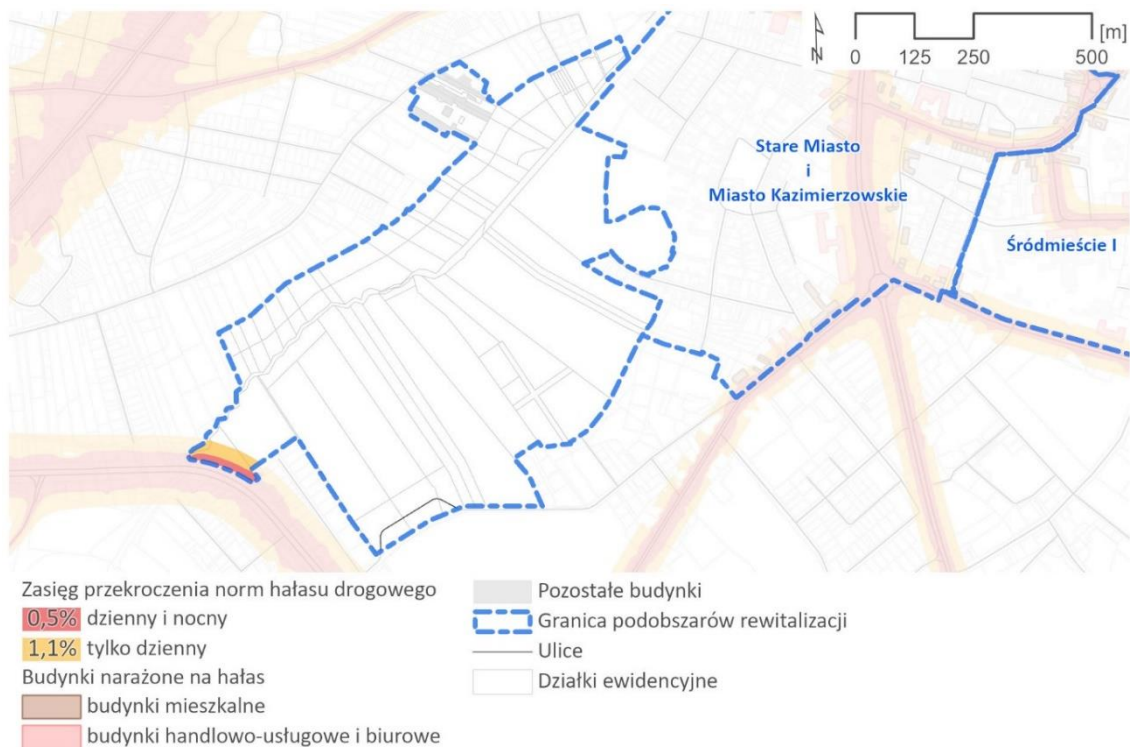 N
[m]
0 125 250 500
Stare Miasto
i
Miasto Kazimierzowskie
Śródmieście I
Zasięg przekroczenia norm hałasu drogowego
0,5% dzienny i nocny
1,1% tylko dzienny
Budynki narażone na hałas
budynki mieszkalne
budynki handlowo-usługowe i biurowe
Pozostałe budynki
Granica podobszarów rewitalizacji
Ulice
Działki ewidencyjne